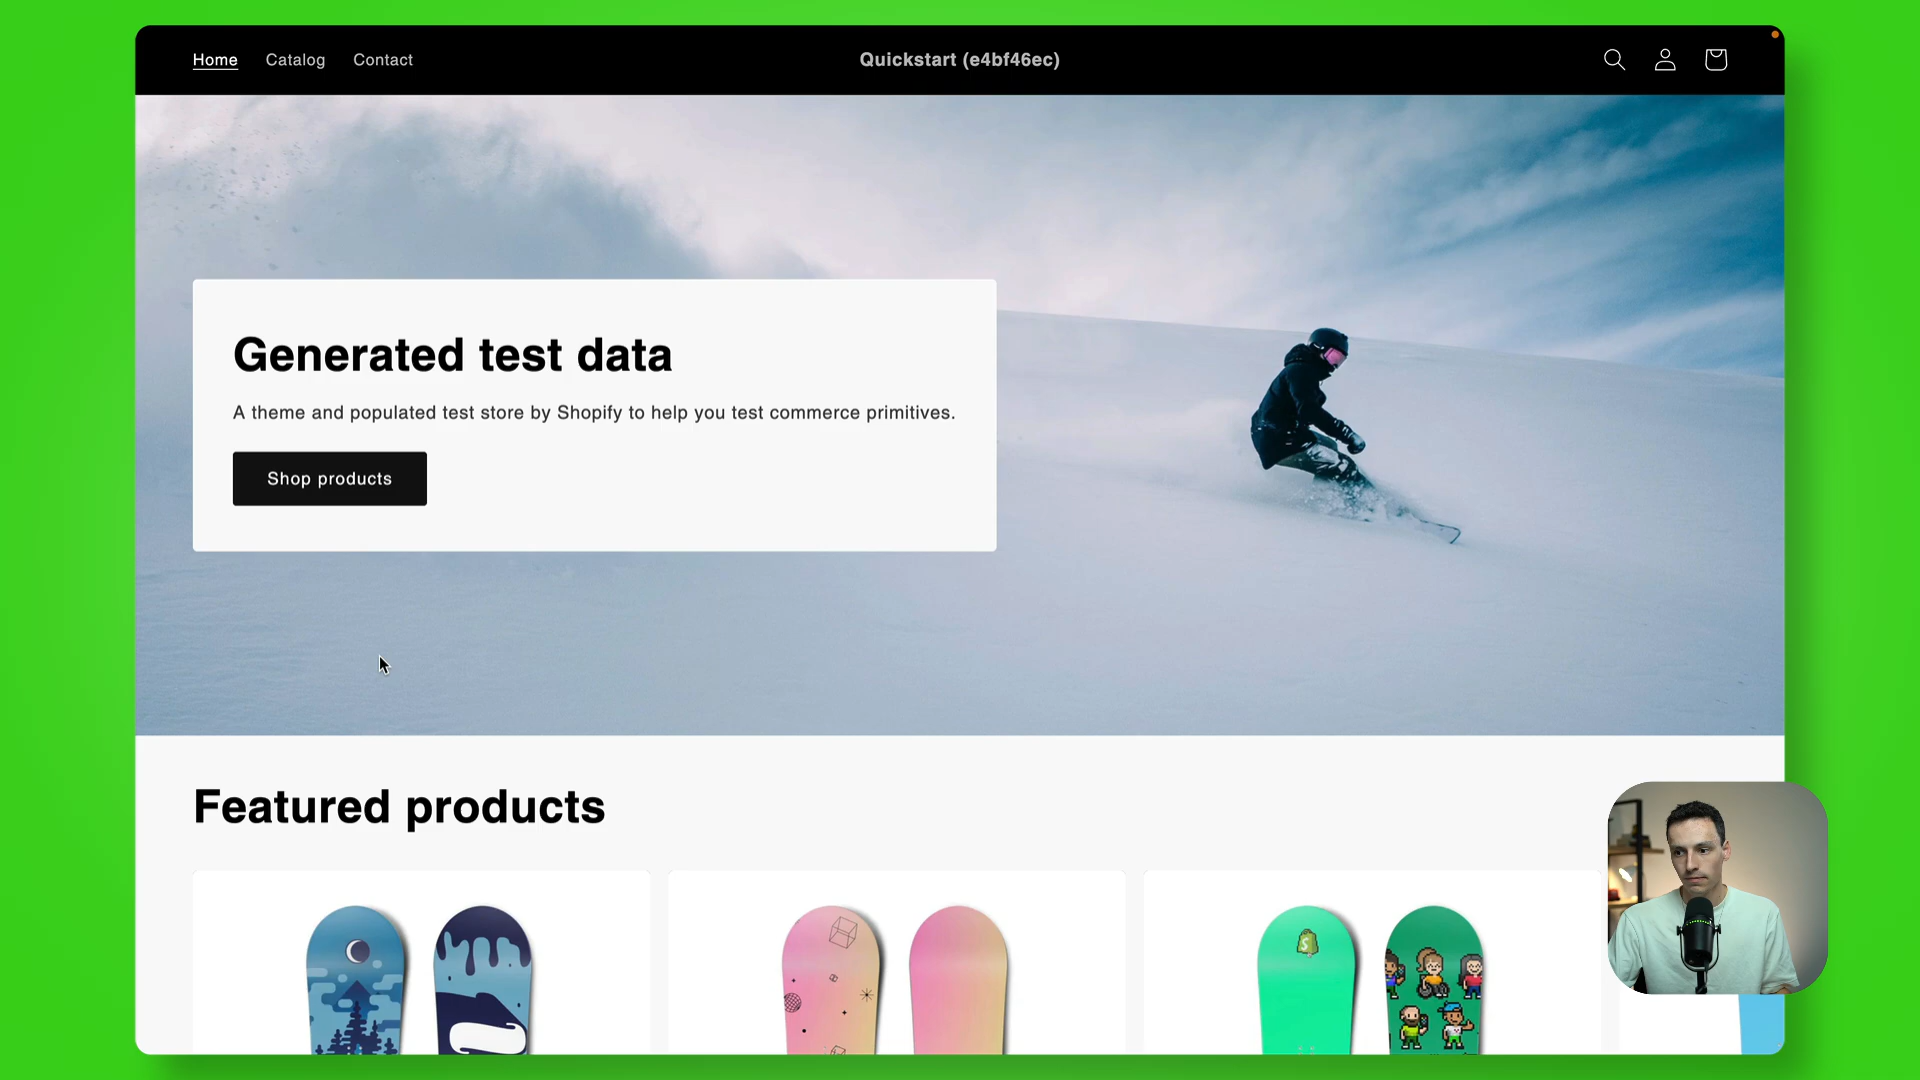 Home Catalog Contact Quickstart (e4bf46ec)
Generated test data
A theme and populated test store by Shopify to help you test commerce primitives.
Shop products
Featured products
S